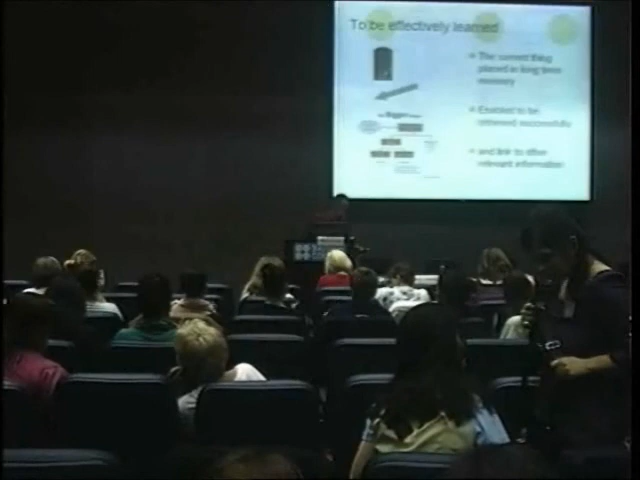 To be effectively learned
The current thing
placed in long term
memory
Enabled to be
retrieved successfully
and link to other
relevant information